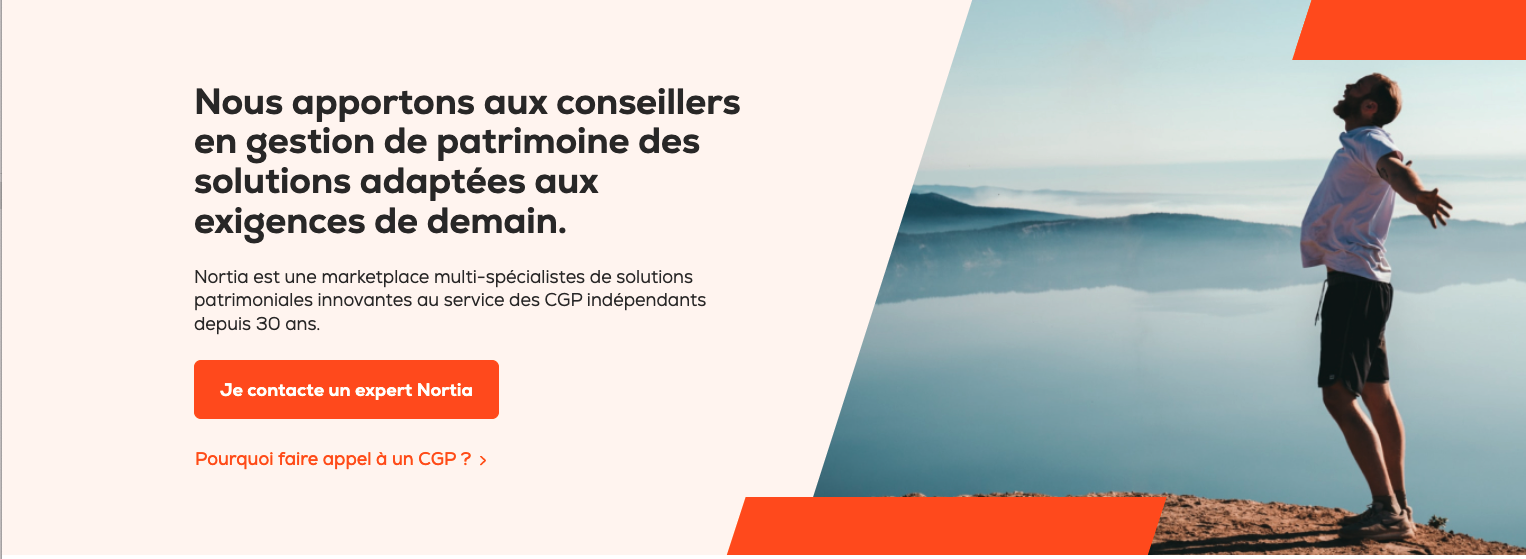 Nous apportons aux conseillers
en gestion de patrimoine des
solutions adaptées aux
exigences de demain.
Nortia est une marketplace multi-spécialistes de solutions
patrimoniales innovantes au service des CGP indépendants
depuis 30 ans.
Je contacte un expert Nortia
Pourquoi faire appel à un CGP ? >